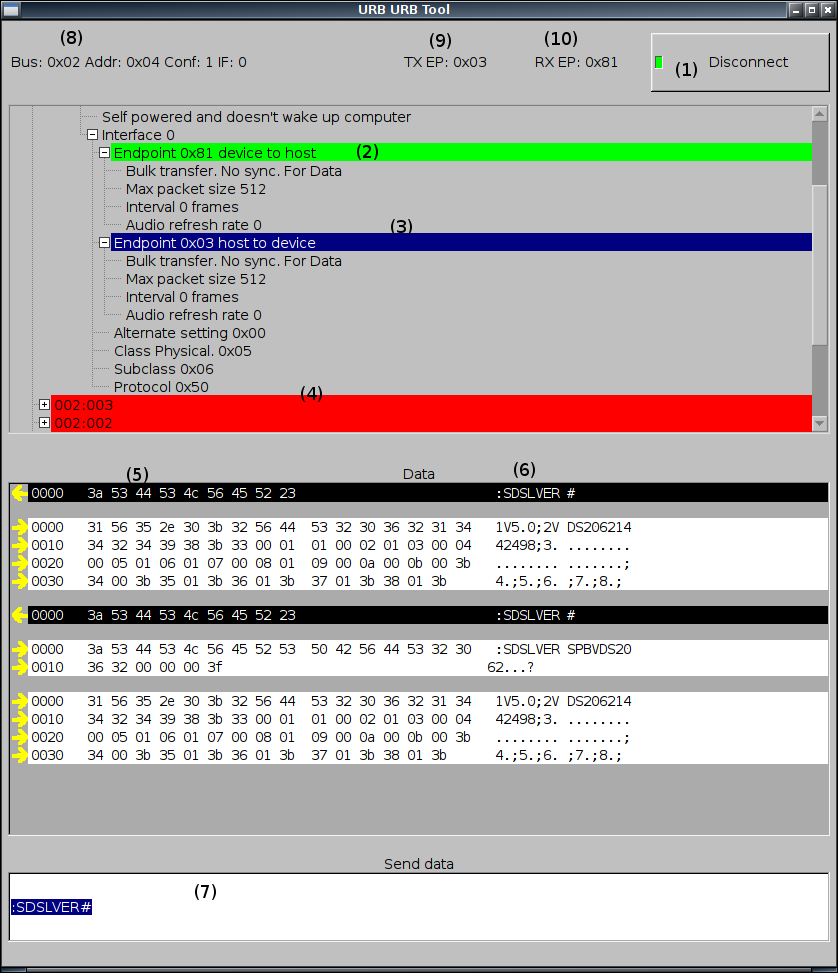 URB URB Tool
(8) (9) (10)
Bus: 0x02 Addr: 0x04 Conf: 1 IF: 0 TX EP: 0x03 RX EP: 0x81 (1) Disconnect
Self powered and doesn't wake up computer
Interface 0
Endpoint 0x81 device to host (2)
Bulk transfer. No sync. For Data
Max packet size 512
Interval 0 frames
Audio refresh rate 0 (3)
Endpoint 0x03 host to device
Bulk transfer. No sync. For Data
Max packet size 512
Interval 0 frames
Audio refresh rate 0
Alternate setting 0x00
Class Physical. 0x05
Subclass 0x06
Protocol 0x50 (4)
002:003
002:002
(5) Data (6)
0000 3a 53 44 53 4c 56 45 52 23 :SDSLVER #
0000 31 56 35 2e 30 3b 32 56 44 53 32 30 36 32 31 34 1V5.0;2V DS206214
0010 34 32 34 39 38 3b 33 00 01 01 00 02 01 03 00 04 42498;3. ........
0020 00 05 01 06 01 07 00 08 01 09 00 0a 00 0b 00 3b ........ .......;
0030 34 00 3b 35 01 3b 36 01 3b 37 01 3b 38 01 3b 4.;5.;6. ;7.;8.;
0000 3a 53 44 53 4c 56 45 52 23 :SDSLVER #
0000 3a 53 44 53 4c 56 45 52 53 50 42 56 44 53 32 30 :SDSLVER SPBVDS20
0010 36 32 00 00 00 3f 62...?
0000 31 56 35 2e 30 3b 32 56 44 53 32 30 36 32 31 34 1V5.0;2V DS206214
0010 34 32 34 39 38 3b 33 00 01 01 00 02 01 03 00 04 42498;3. ........
0020 00 05 01 06 01 07 00 08 01 09 00 0a 00 0b 00 3b ........ .......;
0030 34 00 3b 35 01 3b 36 01 3b 37 01 3b 38 01 3b 4.;5.;6. ;7.;8.;
Send data
(7)
:SDSLVER#